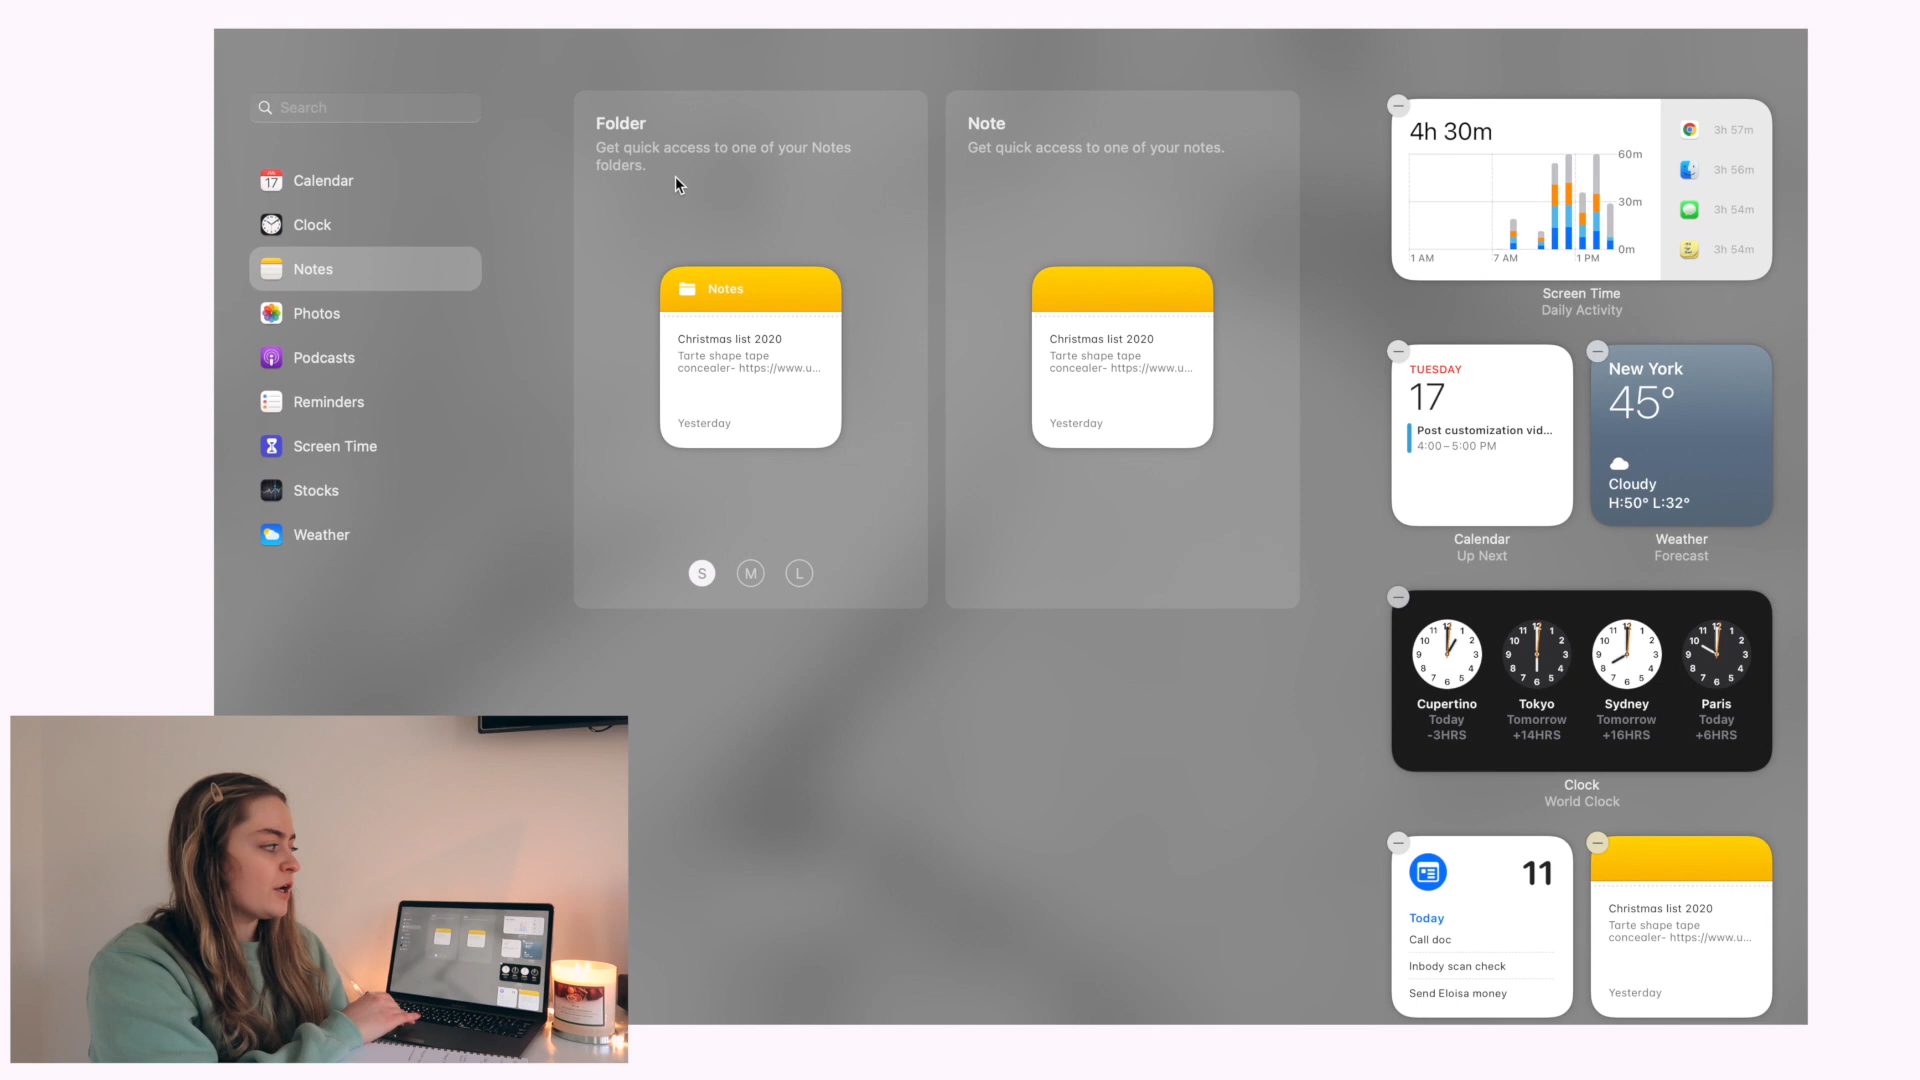 Search
Calendar
Clock
Notes
Photos
Podcasts
Reminders
Screen Time
Stocks
Weather
Folder
Get quick access to one of your Notes
folders.
Notes
Christmas list 2020
Tarte shape tape
concealer- https://www.u...
Yesterday
S M L
Note
Get quick access to one of your notes.
Christmas list 2020
Tarte shape tape
concealer- https://www.u...
Yesterday
4h 30m
60m
30m
0m
1 AM 7 AM 1 PM
3h 57m
3h 56m
3h 54m
3h 54m
Screen Time
Daily Activity
TUESDAY
17
Post customization vid...
4:00–5:00 PM
Calendar
Up Next
New York
45°
Cloudy
H:50° L:32°
Weather
Forecast
Cupertino
Today
-3HRS
Tokyo
Tomorrow
+14HRS
Sydney
Tomorrow
+16HRS
Paris
Today
+6HRS
Clock
World Clock
11
Today
Call doc
Inbody scan check
Send Eloisa money
Christmas list 2020
Tarte shape tape
concealer- https://www.u...
Yesterday